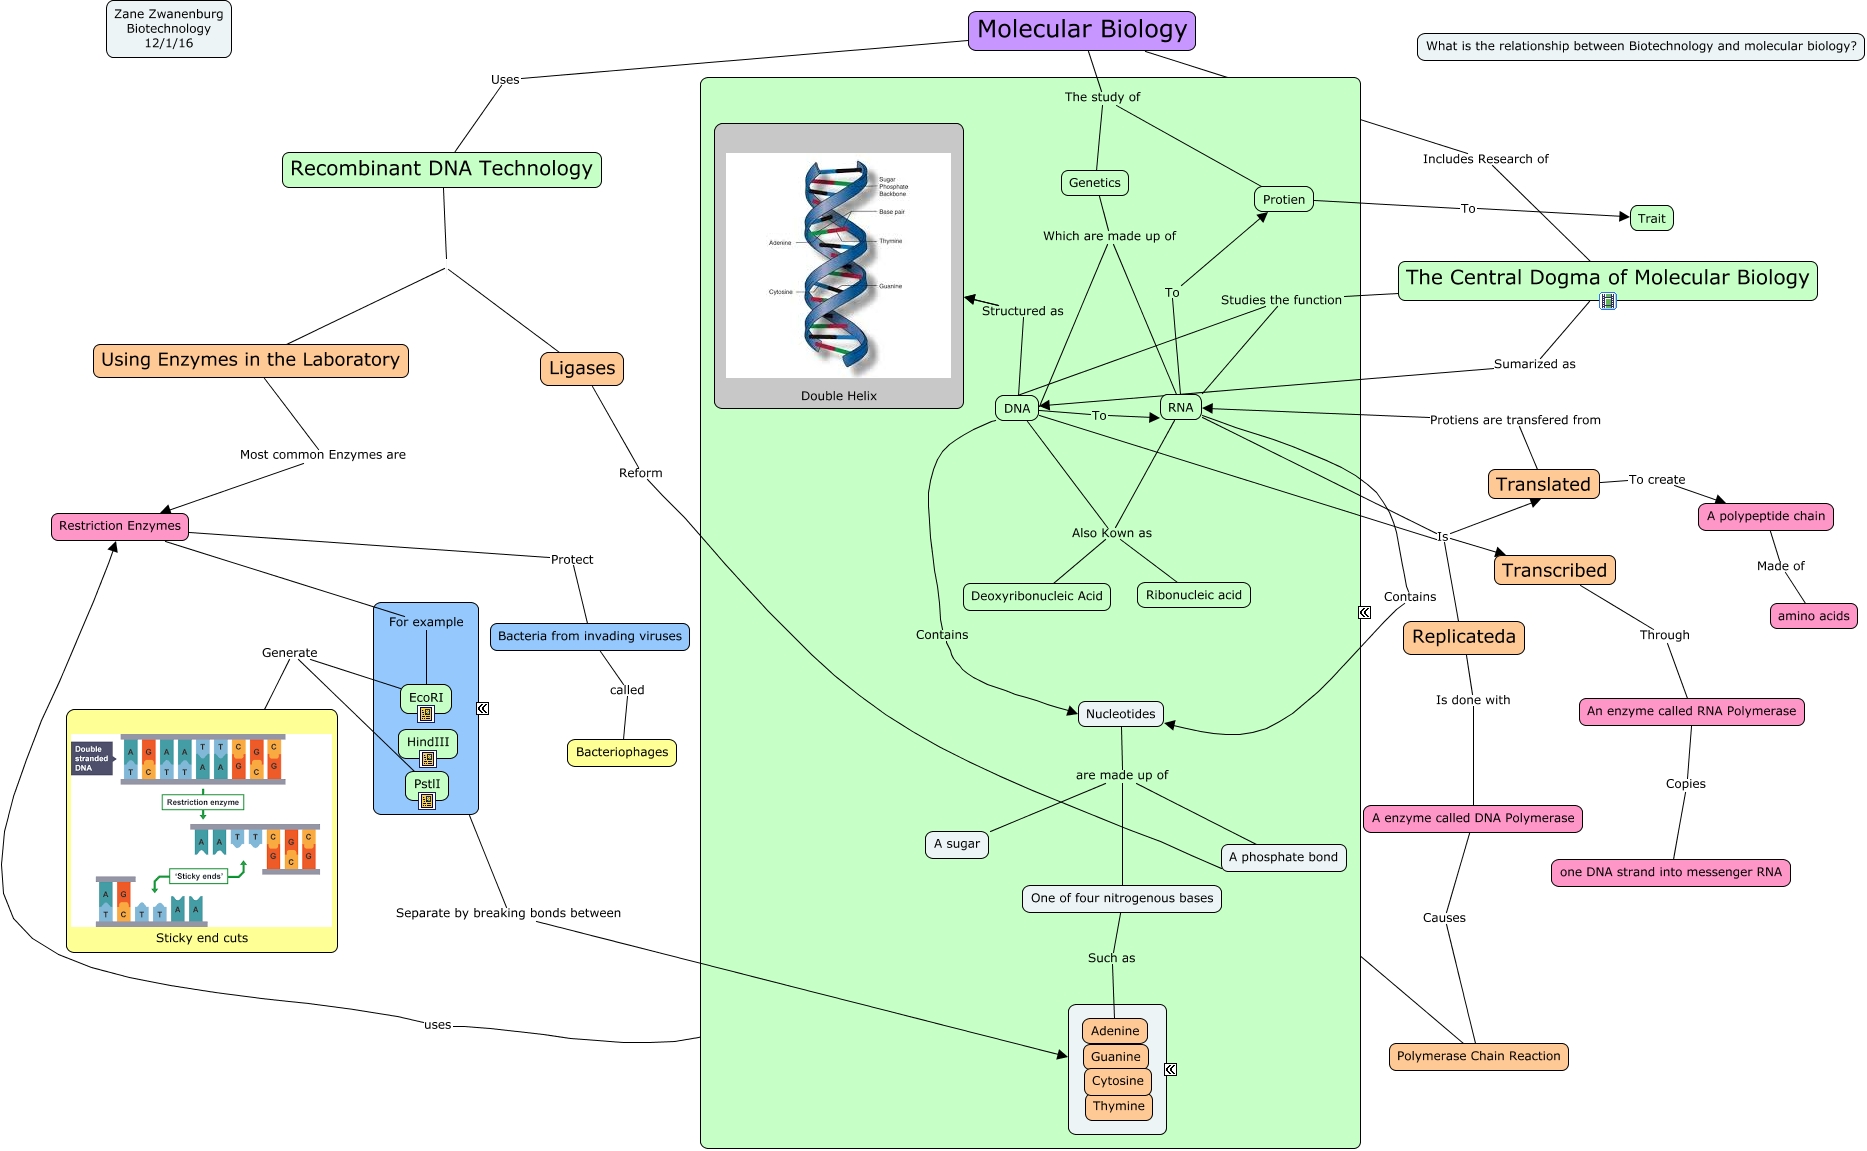 Zane Zwanenburg
Biotechnology
12/1/16
Molecular Biology
What is the relationship between Biotechnology and molecular biology?
Uses
The study of
Recombinant DNA Technology
Includes Research of
Genetics
Protien
To
Trait
Which are made up of
Sugar
Phosphate
Backbone
Base pair
Adenine
Thymine
Cytosine
Guanine
Double Helix
The Central Dogma of Molecular Biology
To
Studies the function
Structured as
Using Enzymes in the Laboratory
Ligases
Sumarized as
DNA
To
RNA
Protiens are transfered from
Most common Enzymes are
Reform
Translated
To create
A polypeptide chain
Restriction Enzymes
Also Kown as
Is
Protect
Transcribed
Made of
Deoxyribonucleic Acid
Ribonucleic acid
Contains
amino acids
For example
Bacteria from invading viruses
Contains
Replicateda
Through
Generate
called
EcoRI
Is done with
Nucleotides
An enzyme called RNA Polymerase
HindIII
Bacteriophages
PstlI
are made up of
Copies
Double
stranded
DNA
A G A A T T C G C
T C T T A A G C G
Restriction enzyme
A A T T C G C
G C G
'Sticky ends'
A G
T C T T A A
Sticky end cuts
A enzyme called DNA Polymerase
A sugar
A phosphate bond
one DNA strand into messenger RNA
One of four nitrogenous bases
Separate by breaking bonds between
Causes
Such as
uses
Adenine
Guanine
Cytosine
Thymine
Polymerase Chain Reaction